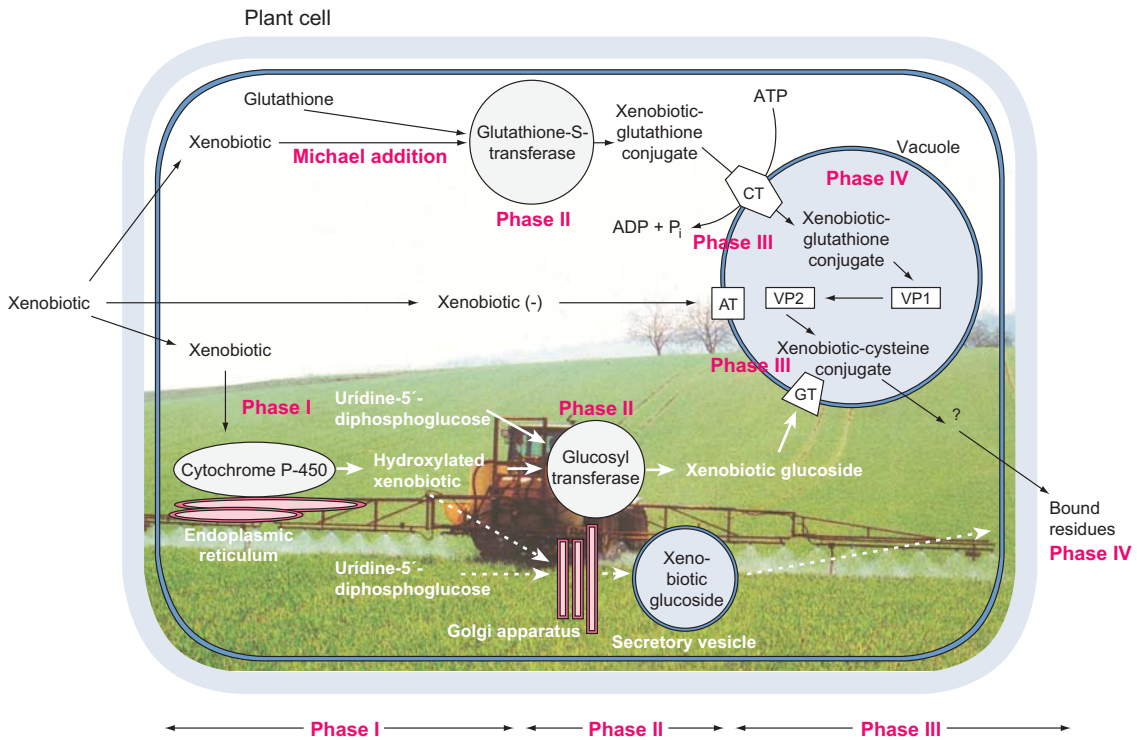 Plant cell
Glutathione
Xenobiotic
Michael addition
Glutathione-S-
transferase
Phase II
Xenobiotic-
glutathione
conjugate
ATP
CT
ADP + Pi
Phase III
Vacuole
Phase IV
Xenobiotic-
glutathione
conjugate
VP1
VP2
Xenobiotic-cysteine
conjugate
Xenobiotic
Xenobiotic (-)
AT
Phase III
GT
?
Xenobiotic
Phase I
Cytochrome P-450
Endoplasmic
reticulum
Uridine-5´-
diphosphoglucose
Hydroxylated
xenobiotic
Phase II
Glucosyl
transferase
Xenobiotic glucoside
Uridine-5´-
diphosphoglucose
Golgi apparatus
Xeno-
biotic
glucoside
Secretory vesicle
Bound
residues
Phase IV
Phase I
Phase II
Phase III